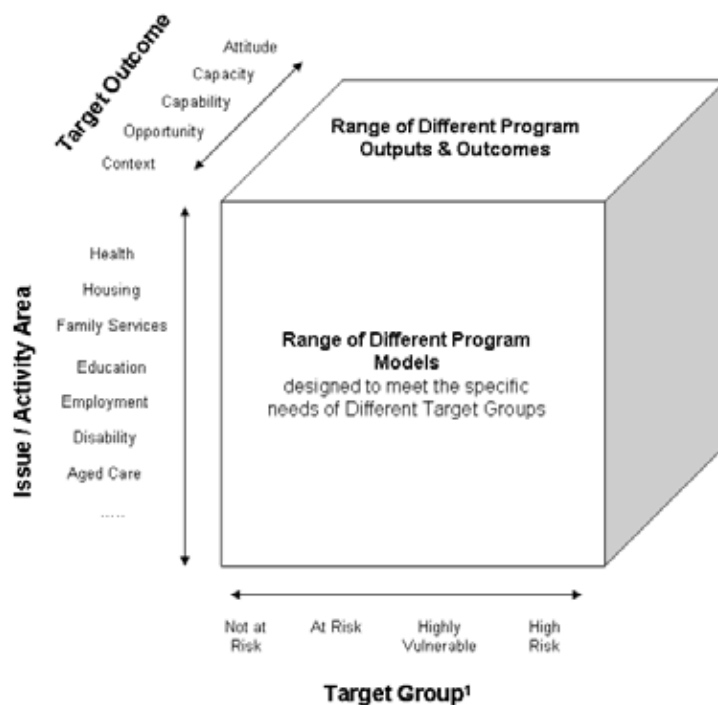 Target Outcome
Attitude
Capacity
Capability
Opportunity
Context
Range of Different Program
Outputs & Outcomes
Issue / Activity Area
Health
Housing
Family Services
Education
Employment
Disability
Aged Care
.....
Range of Different Program
Models
designed to meet the specific
needs of Different Target Groups
Not at
Risk
At Risk
Highly
Vulnerable
High
Risk
Target Group¹